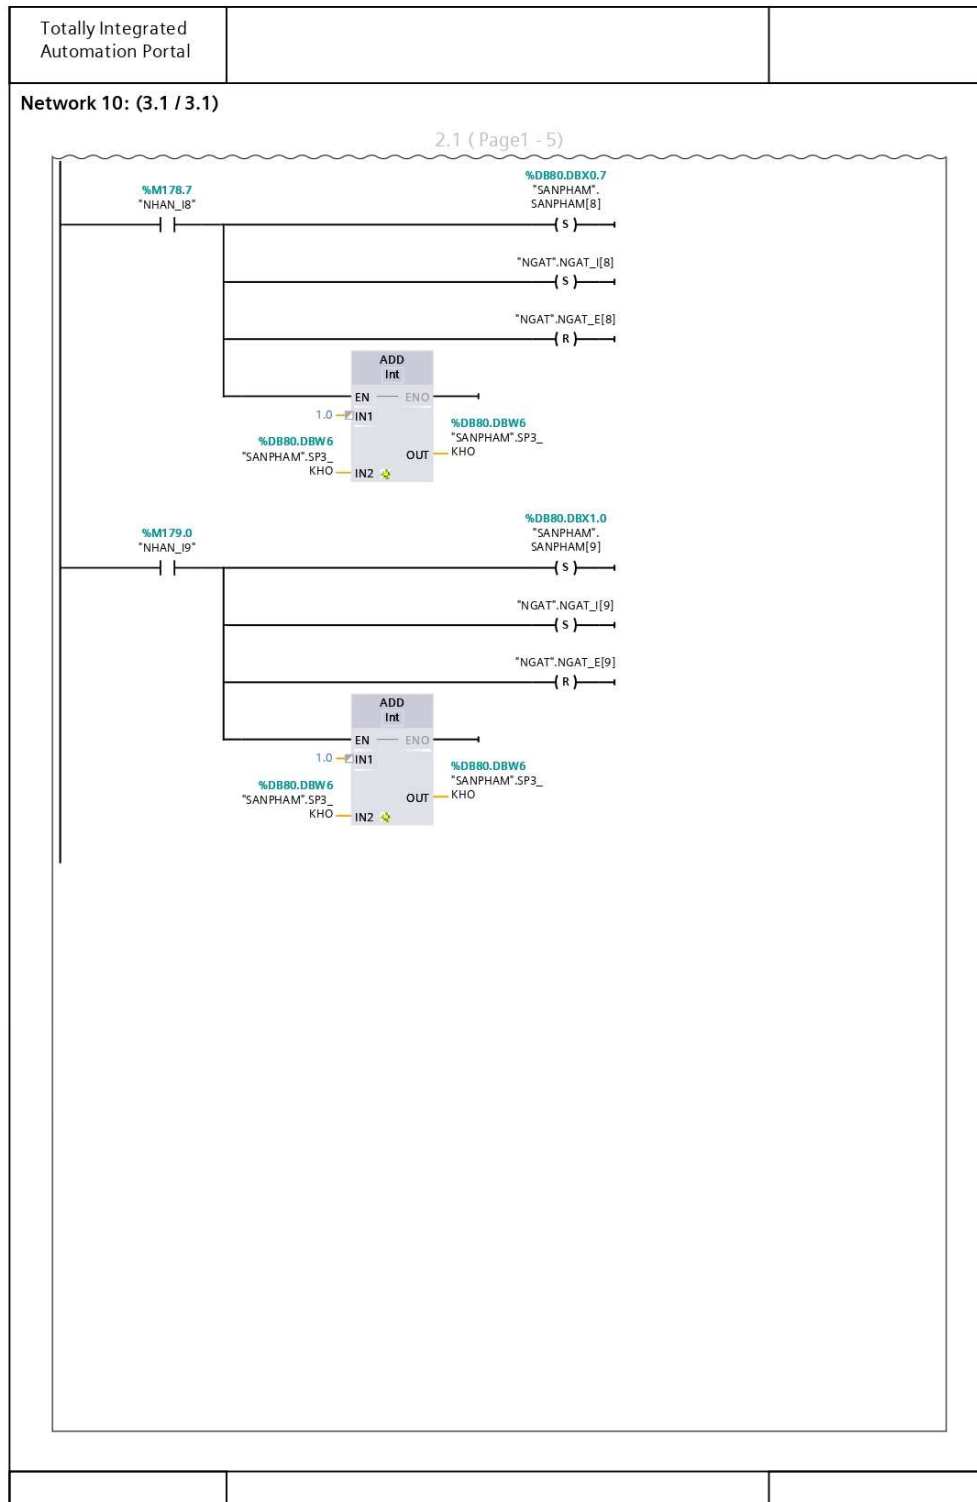 Totally Integrated
Automation Portal
Network 10: (3.1 / 3.1)
2.1 ( Page1 - 5)
%M178.7
"NHAN_I8"
%DB80.DBX0.7
"SANPHAM".
SANPHAM[8]
( S )
"NGAT".NGAT_I[8]
( S )
"NGAT".NGAT_E[8]
( R )
ADD
Int
EN ENO
1.0 IN1
%DB80.DBW6
"SANPHAM".SP3_
KHO IN2
OUT
%DB80.DBW6
"SANPHAM".SP3_
KHO
%M179.0
"NHAN_I9"
%DB80.DBX1.0
"SANPHAM".
SANPHAM[9]
( S )
"NGAT".NGAT_I[9]
( S )
"NGAT".NGAT_E[9]
( R )
ADD
Int
EN ENO
1.0 IN1
%DB80.DBW6
"SANPHAM".SP3_
KHO IN2
OUT
%DB80.DBW6
"SANPHAM".SP3_
KHO